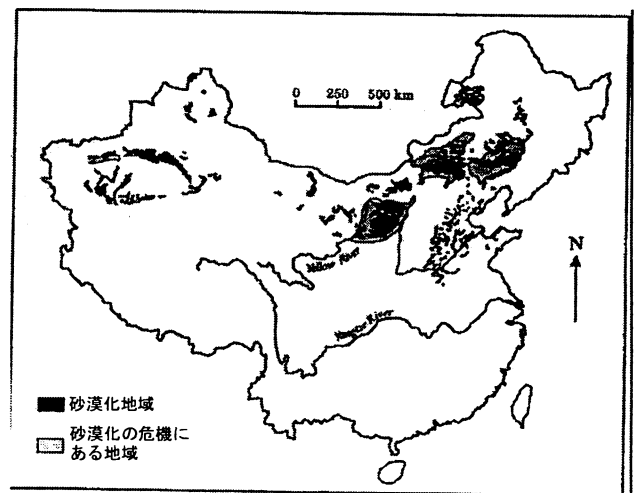 0 250 500 km
N
Yellow River
Yangtze River
砂漠化地域
砂漠化の危機に
ある地域